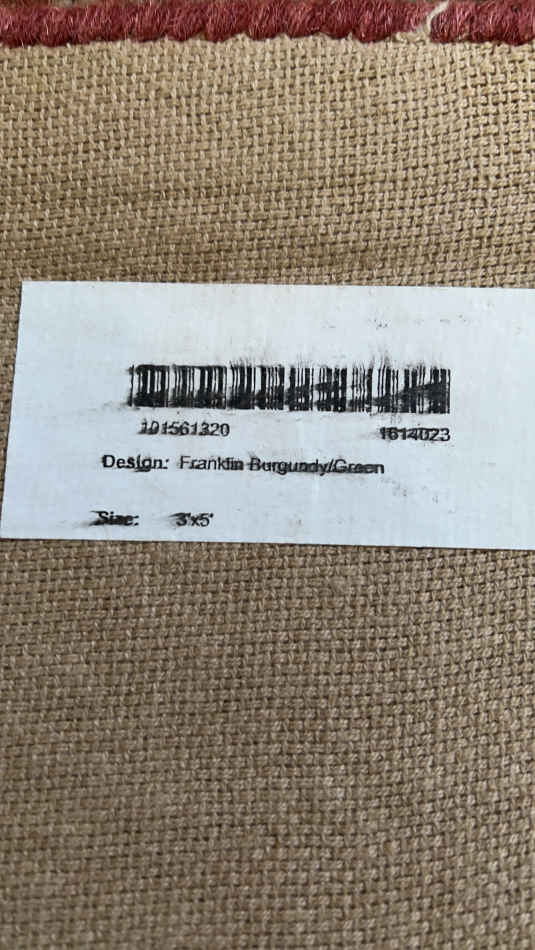 101561320 1614023
Design: Franklin Burgundy/Green
Size: 3'x5'